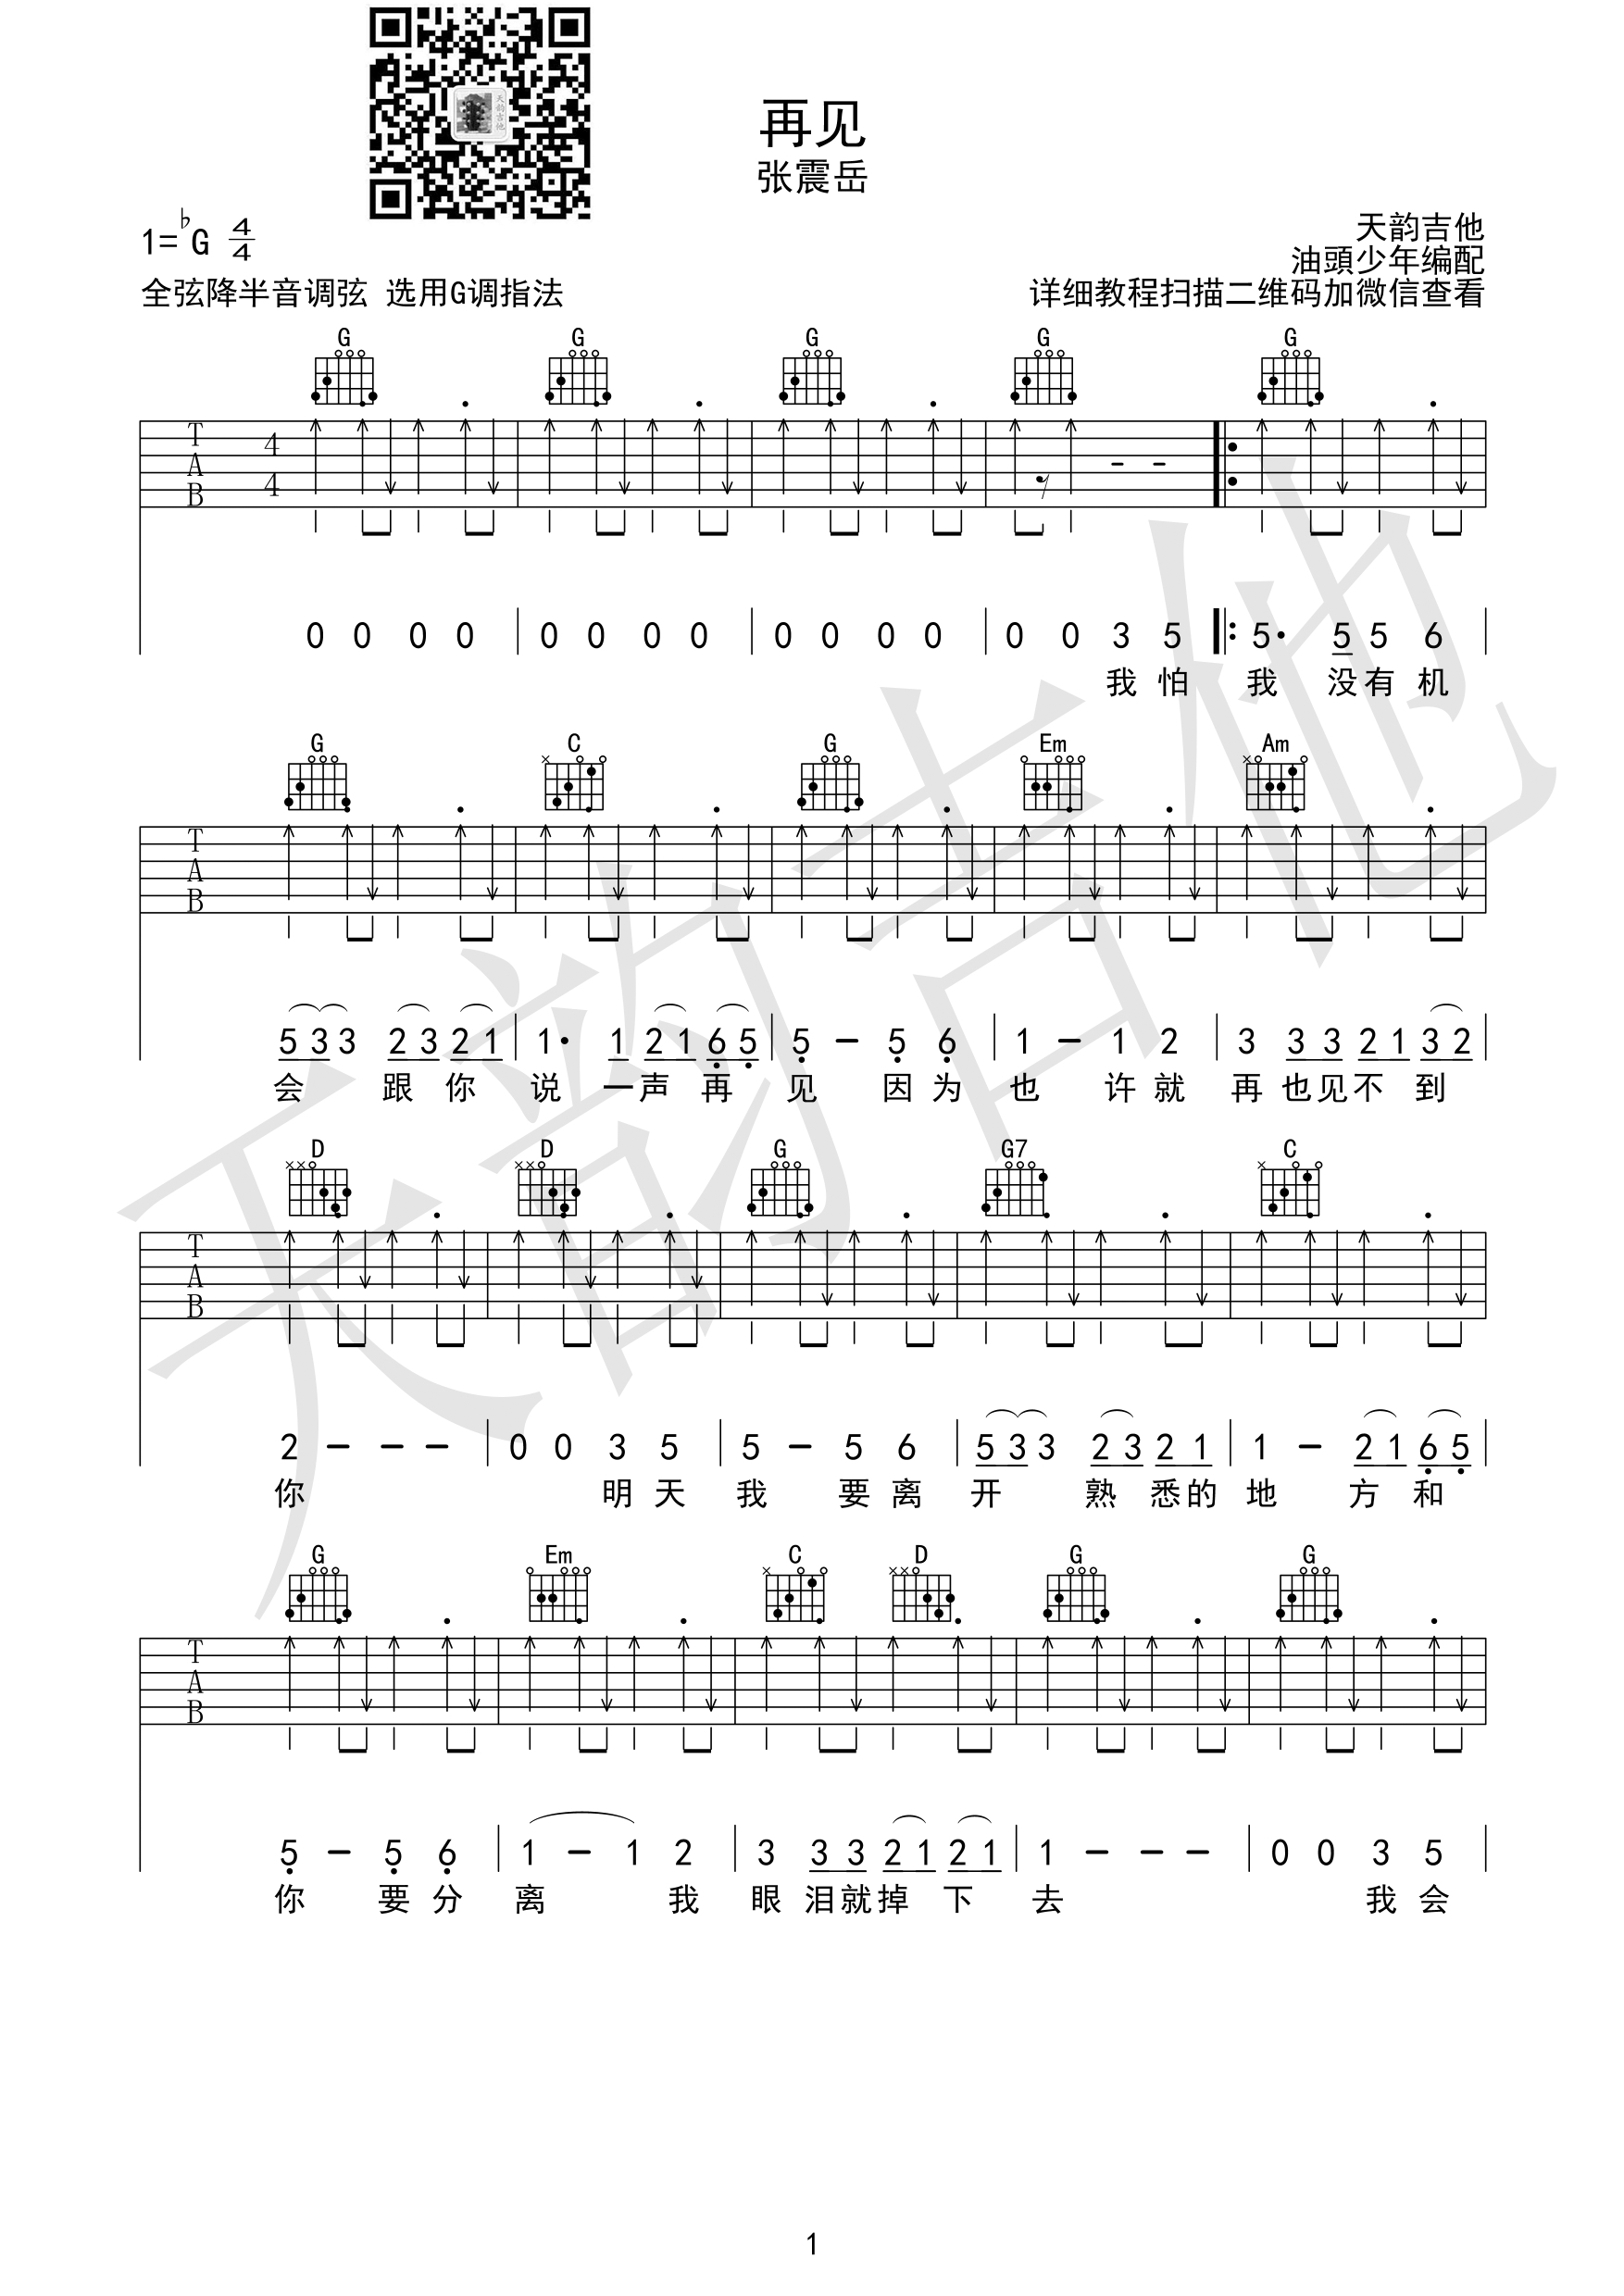 天韵吉他
再见
张震岳
1=♭G 4/4
天韵吉他
油頭少年编配
全弦降半音调弦 选用G调指法
详细教程扫描二维码加微信查看
G G G G G
T A B 4 4
0 0 0 0 | 0 0 0 0 | 0 0 0 0 | 0 0 3 5 |: 5· 5 5 6 |
我 怕 我 没 有 机
G C G Em Am
T A B
5 3 3 2 3 2 1 | 1· 1 2 1 6 5 | 5 - 5 6 | 1 - 1 2 | 3 3 3 2 1 3 2 |
会 跟 你 说 一 声 再 见 因 为 也 许 就 再 也 见 不 到
D D G G7 C
T A B
2 - - - | 0 0 3 5 | 5 - 5 6 | 5 3 3 2 3 2 1 | 1 - 2 1 6 5 |
你 明 天 我 要 离 开 熟 悉 的 地 方 和
G Em C D G G
T A B
5 - 5 6 | 1 - 1 2 | 3 3 3 2 1 2 1 | 1 - - - | 0 0 3 5 |
你 要 分 离 我 眼 泪 就 掉 下 去 我 会
天韵吉他
1